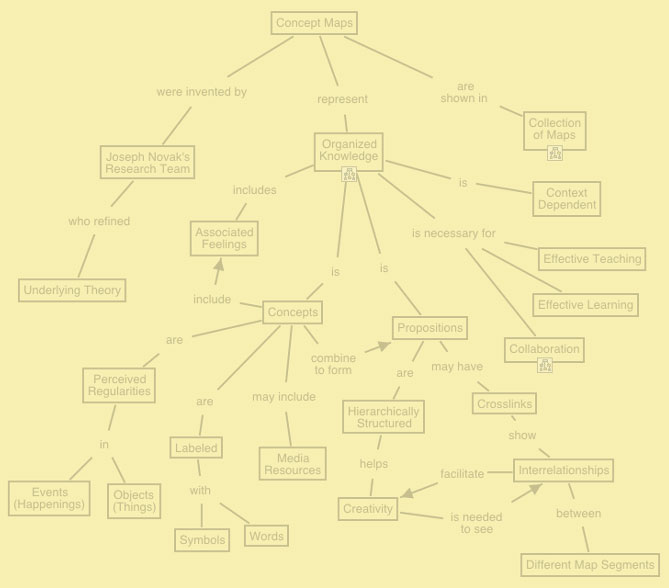 Concept Maps
were invented by
represent
are
shown in
Joseph Novak's
Research Team
Organized
Knowledge
Collection
of Maps
who refined
includes
is
Context
Dependent
Associated
Feelings
is necessary for
Underlying Theory
is
is
Effective Teaching
Effective Learning
include
Concepts
Propositions
Collaboration
are
combine
to form
are
may have
Perceived
Regularities
are
may include
Hierarchically
Structured
Crosslinks
in
Labeled
Media
Resources
helps
show
Events
(Happenings)
Objects
(Things)
with
facilitate
Interrelationships
Symbols
Words
Creativity
is needed
to see
between
Different Map Segments